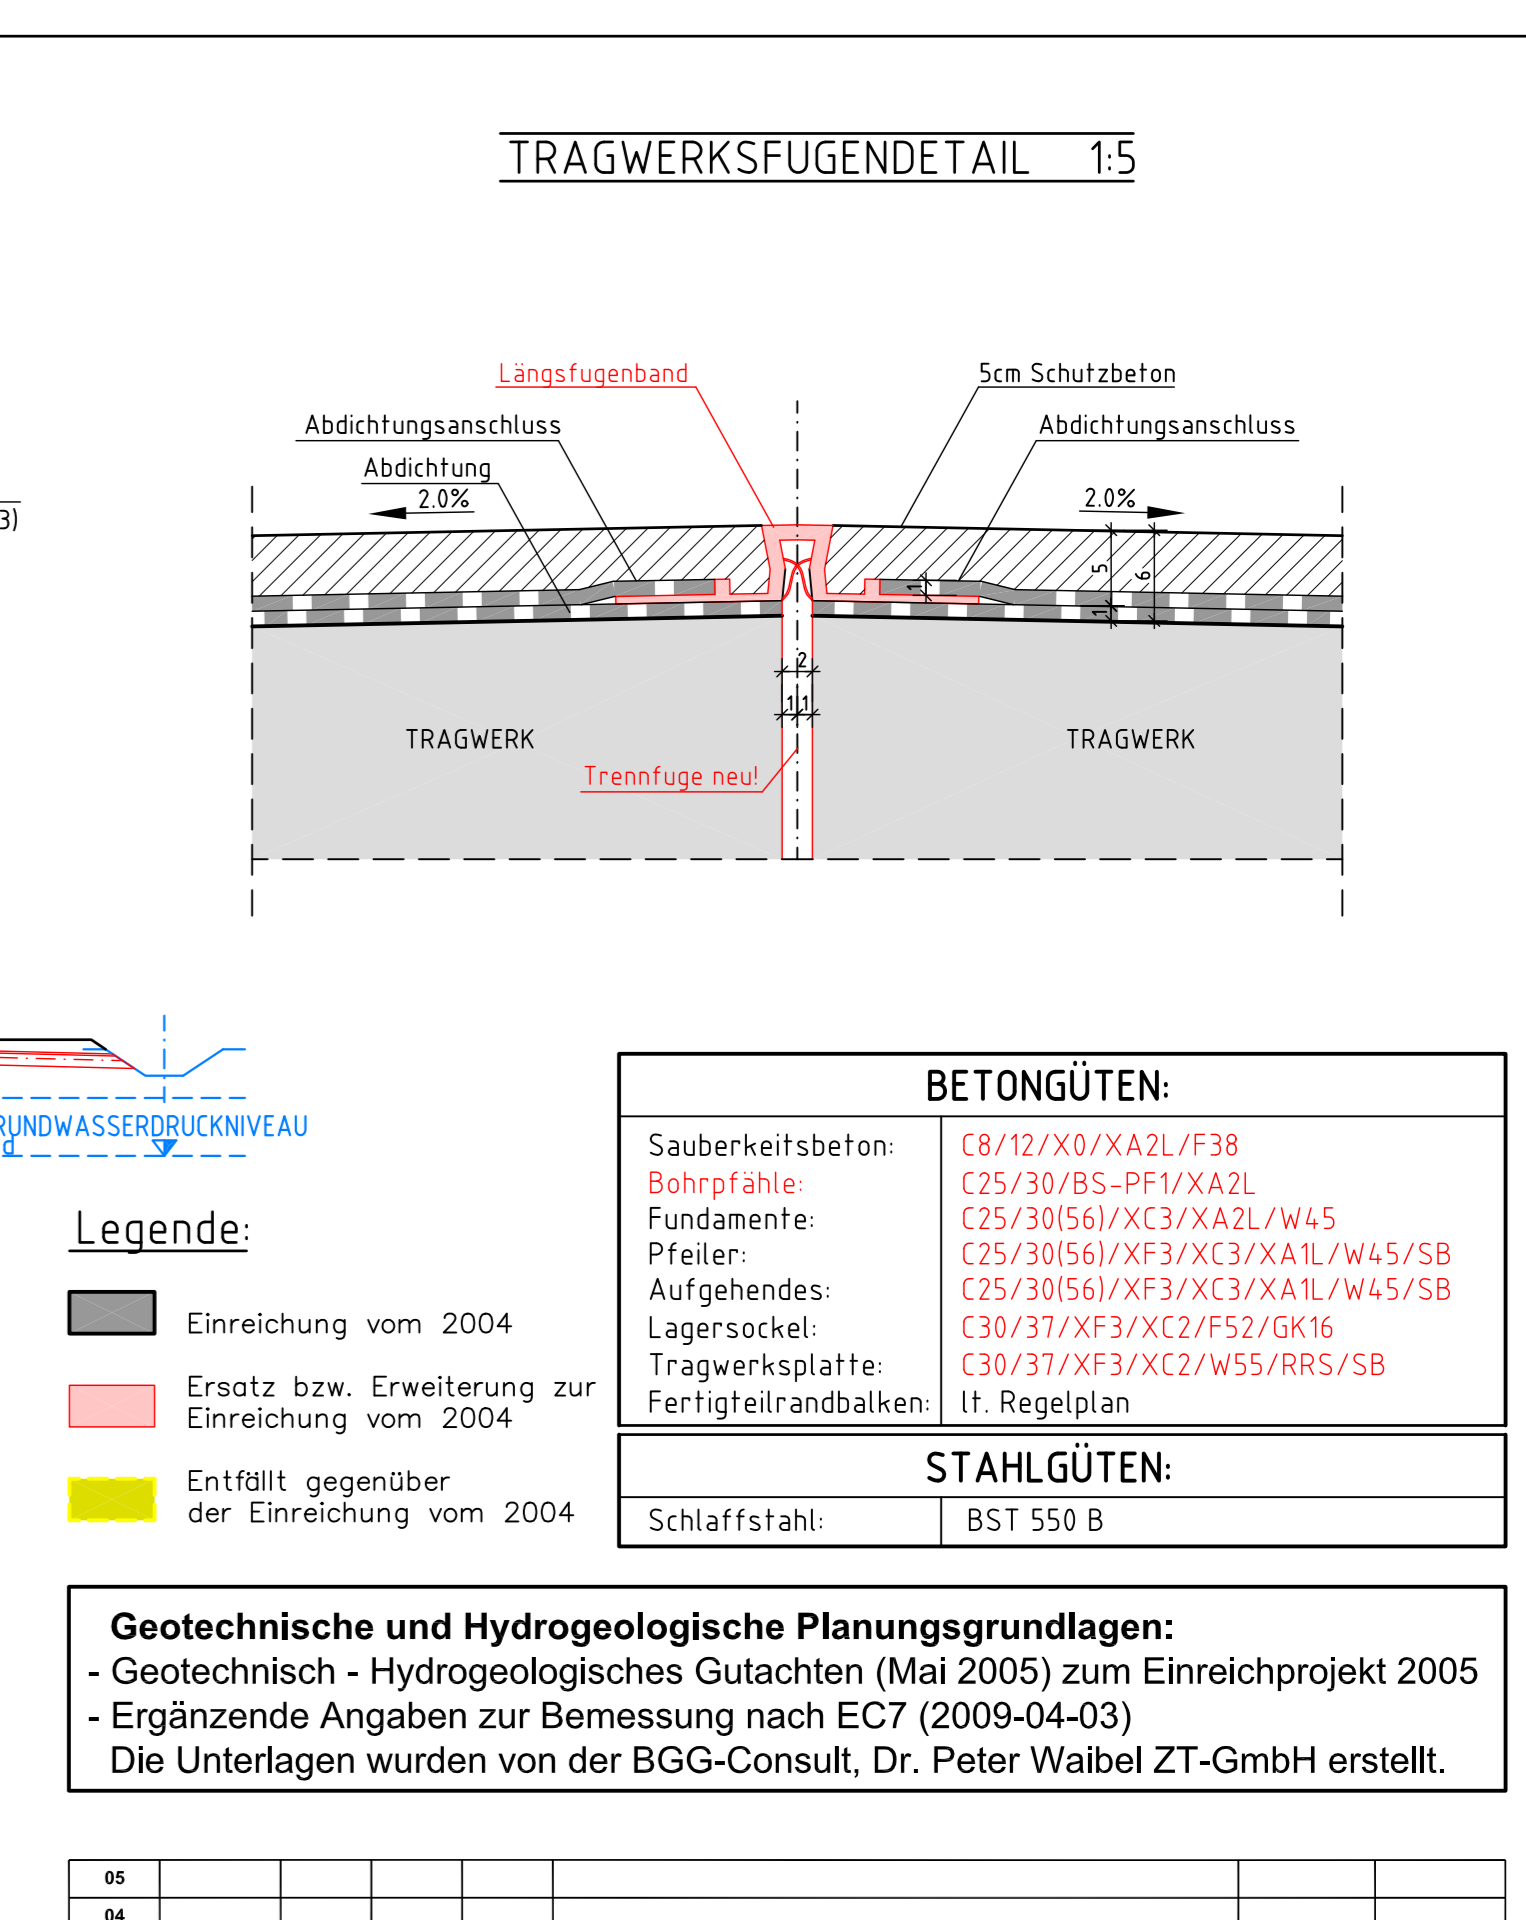 TRAGWERKSFUGENDETAIL 1:5
Längsfugenband
5cm Schutzbeton
Abdichtungsanschluss
Abdichtungsanschluss
Abdichtung
2.0%
2.0%
3)
5
6
1
1
2
1 1
TRAGWERK
TRAGWERK
Trennfuge neu!
RUNDWASSERDRUCKNIVEAU
d
BETONGÜTEN:
Sauberkeitsbeton: C8/12/X0/XA2L/F38
Bohrpfähle: C25/30/BS-PF1/XA2L
Fundamente: C25/30(56)/XC3/XA2L/W45
Pfeiler: C25/30(56)/XF3/XC3/XA1L/W45/SB
Aufgehendes: C25/30(56)/XF3/XC3/XA1L/W45/SB
Lagersockel: C30/37/XF3/XC2/F52/GK16
Tragwerksplatte: C30/37/XF3/XC2/W55/RRS/SB
Fertigteilrandbalken: lt. Regelplan
STAHLGÜTEN:
Schlaffstahl: BST 550 B
Legende:
Einreichung vom 2004
Ersatz bzw. Erweiterung zur
Einreichung vom 2004
Entfällt gegenüber
der Einreichung vom 2004
Geotechnische und Hydrogeologische Planungsgrundlagen:
- Geotechnisch - Hydrogeologisches Gutachten (Mai 2005) zum Einreichprojekt 2005
- Ergänzende Angaben zur Bemessung nach EC7 (2009-04-03)
Die Unterlagen wurden von der BGG-Consult, Dr. Peter Waibel ZT-GmbH erstellt.
05
04